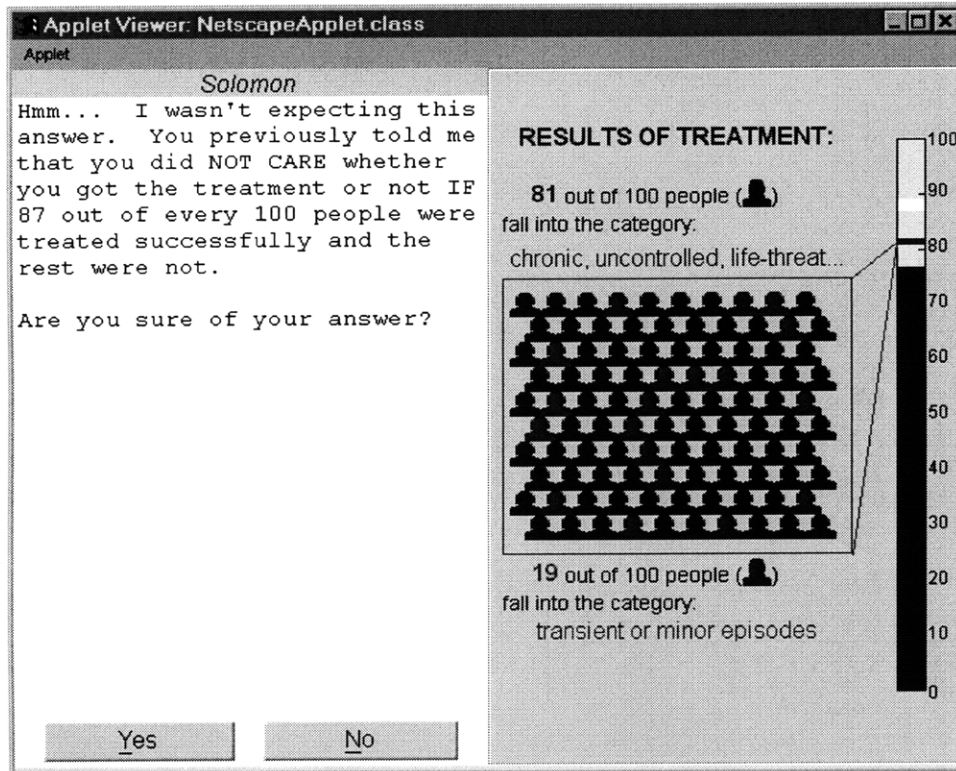 Applet Viewer: NetscapeApplet.class
Applet
Solomon
Hmm... I wasn't expecting this
answer. You previously told me
that you did NOT CARE whether
you got the treatment or not IF
87 out of every 100 people were
treated successfully and the
rest were not.
Are you sure of your answer?
Yes
No
RESULTS OF TREATMENT:
81 out of 100 people ( )
fall into the category:
chronic, uncontrolled, life-threat...
19 out of 100 people ( )
fall into the category:
transient or minor episodes
100
90
80
70
60
50
40
30
20
10
0